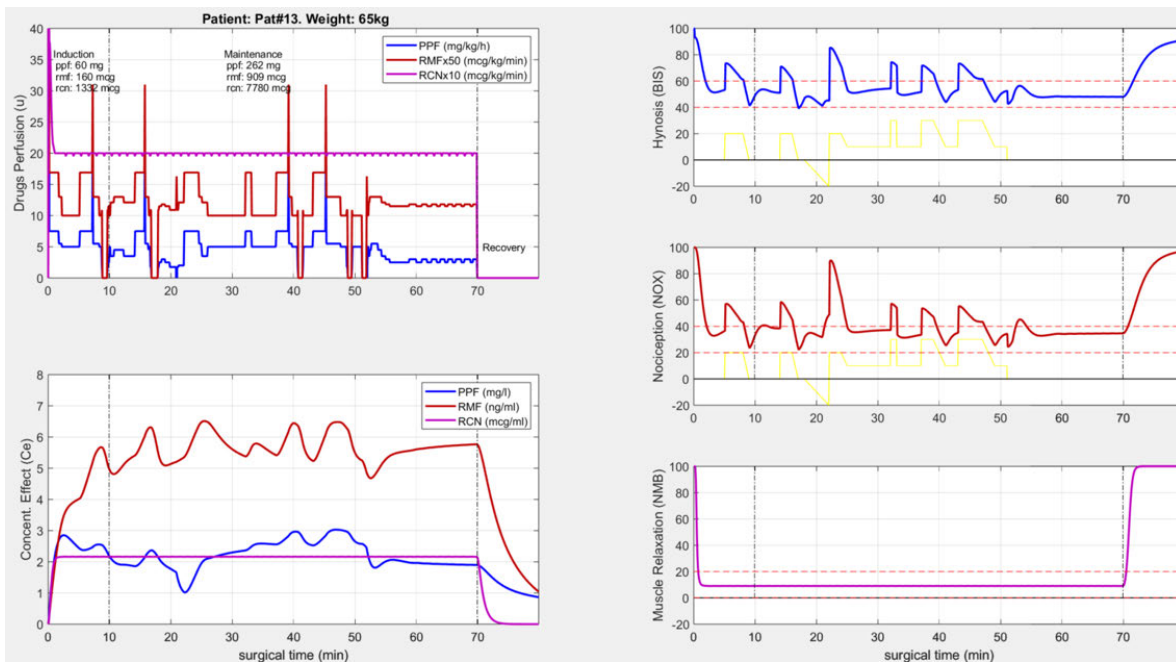 Patient: Pat#13. Weight: 65kg
Drugs Perfusion (u)
40
35
30
25
20
15
10
5
0
Induction
ppf: 60 mg
rmf: 160 mcg
rcn: 1332 mcg
Maintenance
ppf: 262 mg
rmf: 909 mcg
rcn: 7780 mcg
PPF (mg/kg/h)
RMFx50 (mcg/kg/min)
RCNx10 (mcg/kg/min)
Recovery
0 10 20 30 40 50 60 70
Concent. Effect (Ce)
8
7
6
5
4
3
2
1
0
PPF (mg/l)
RMF (ng/ml)
RCN (mcg/ml)
0 10 20 30 40 50 60 70
surgical time (min)
Hynosis (BIS)
100
80
60
40
20
0
-20
0 10 20 30 40 50 60 70
Nociception (NOX)
100
80
60
40
20
0
-20
0 10 20 30 40 50 60 70
Muscle Relaxation (NMB)
100
80
60
40
20
0
-20
0 10 20 30 40 50 60 70
surgical time (min)